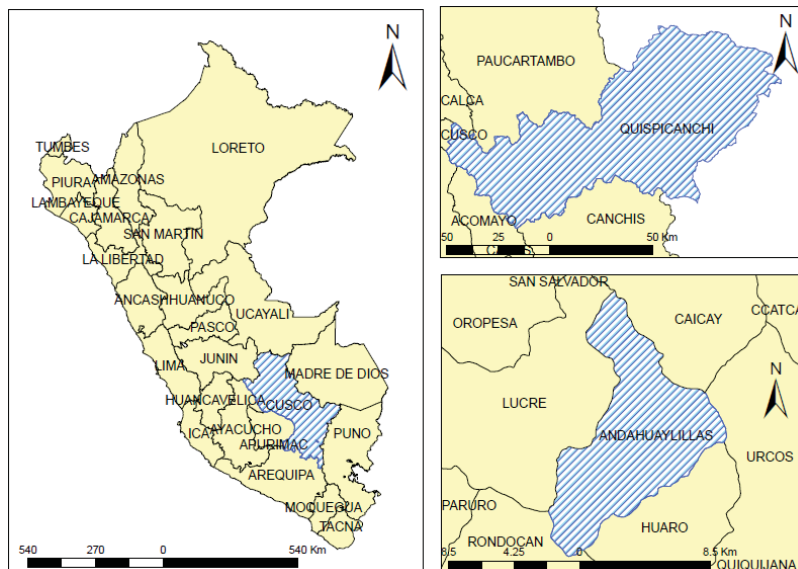 N
TUMBES
LORETO
PIURA
AMAZONAS
LAMBAYEQUE
CAJAMARCA
SAN MARTIN
LA LIBERTAD
ANCASH
HUANUCO
UCAYALI
PASCO
JUNIN
LIMA
MADRE DE DIOS
HUANCAVELICA
CUSCO
ICA
AYACUCHO
PUNO
APURIMAC
AREQUIPA
MOQUEGUA
TACNA
540 270 0 540 Km
N
PAUCARTAMBO
CALCA
CUSCO
QUISPICANCHI
ACOMAYO
CANCHIS
50 25 0 50 Km
SAN SALVADOR
OROPESA
CAICAY
CCATCA
N
LUCRE
ANDAHUAYLILLAS
URCOS
PARURO
HUARO
RONDOCAN
8.5 4.25 0 8.5 Km
QUIQUIJANA